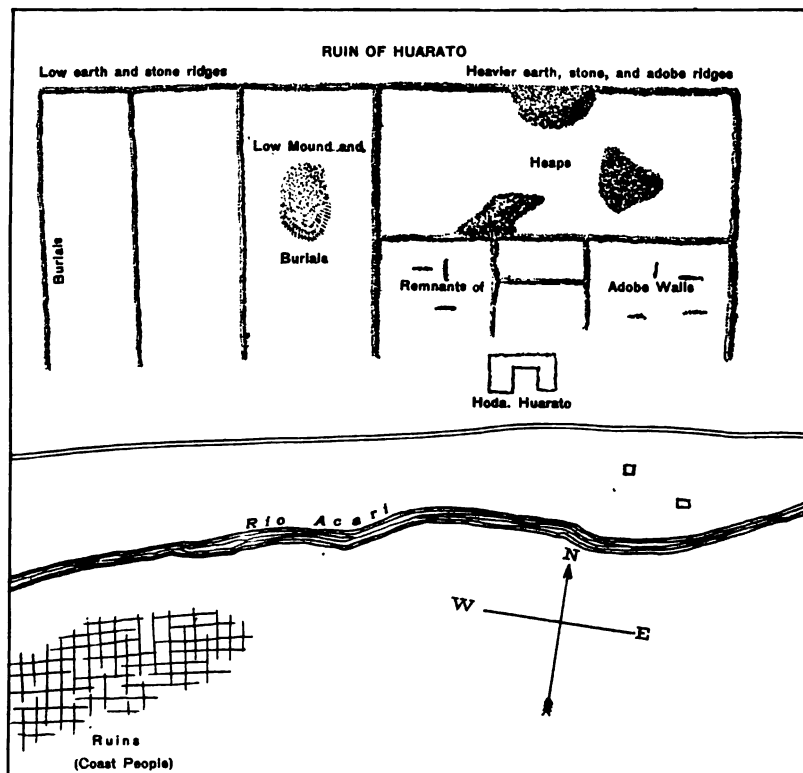 RUIN OF HUARATO
Low earth and stone ridges
Heavier earth, stone, and adobe ridges
Low Mound and
Heaps
Burials
Burials
Remnants of
Adobe Walls
Hcda. Huarato
Rio Acari
N
W
E
Ruins
(Coast People)